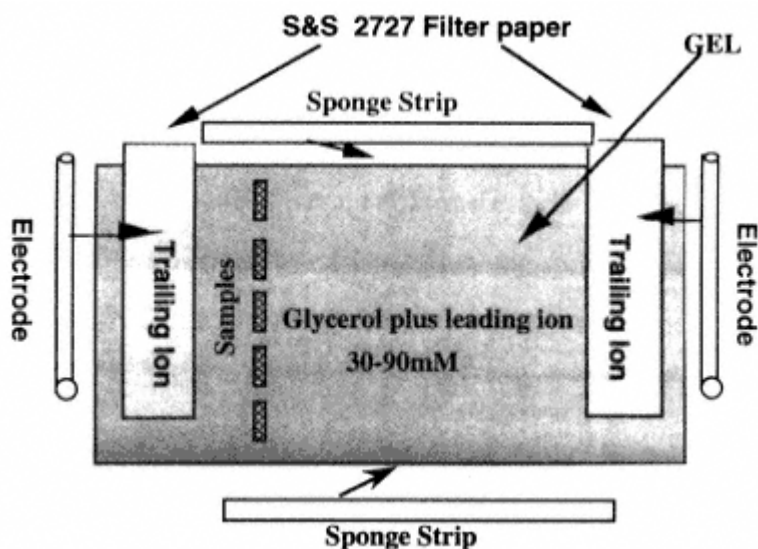 S&S 2727 Filter paper
GEL
Sponge Strip
Electrode
Trailing Ion
Samples
Glycerol plus leading ion
30-90mM
Trailing Ion
Electrode
Sponge Strip